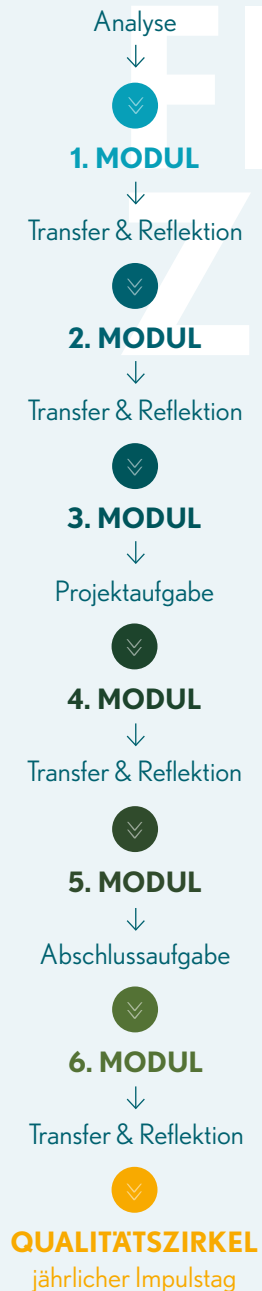 Analyse
1. MODUL
Transfer & Reflektion
2. MODUL
Transfer & Reflektion
3. MODUL
Projektaufgabe
4. MODUL
Transfer & Reflektion
5. MODUL
Abschlussaufgabe
6. MODUL
Transfer & Reflektion
QUALITÄTSZIRKEL
jährlicher Impulstag